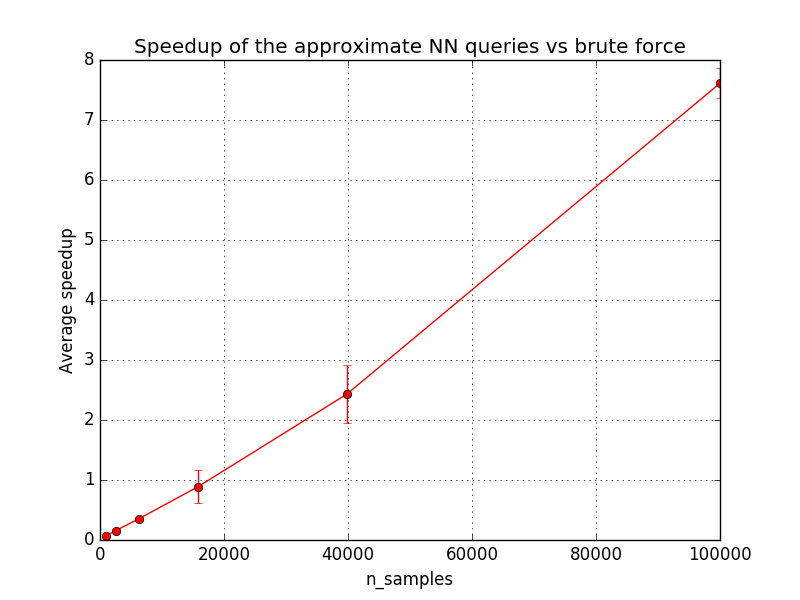 Speedup of the approximate NN queries vs brute force
8
7
6
5
4
3
2
1
0
Average speedup
0 20000 40000 60000 80000 100000
n_samples